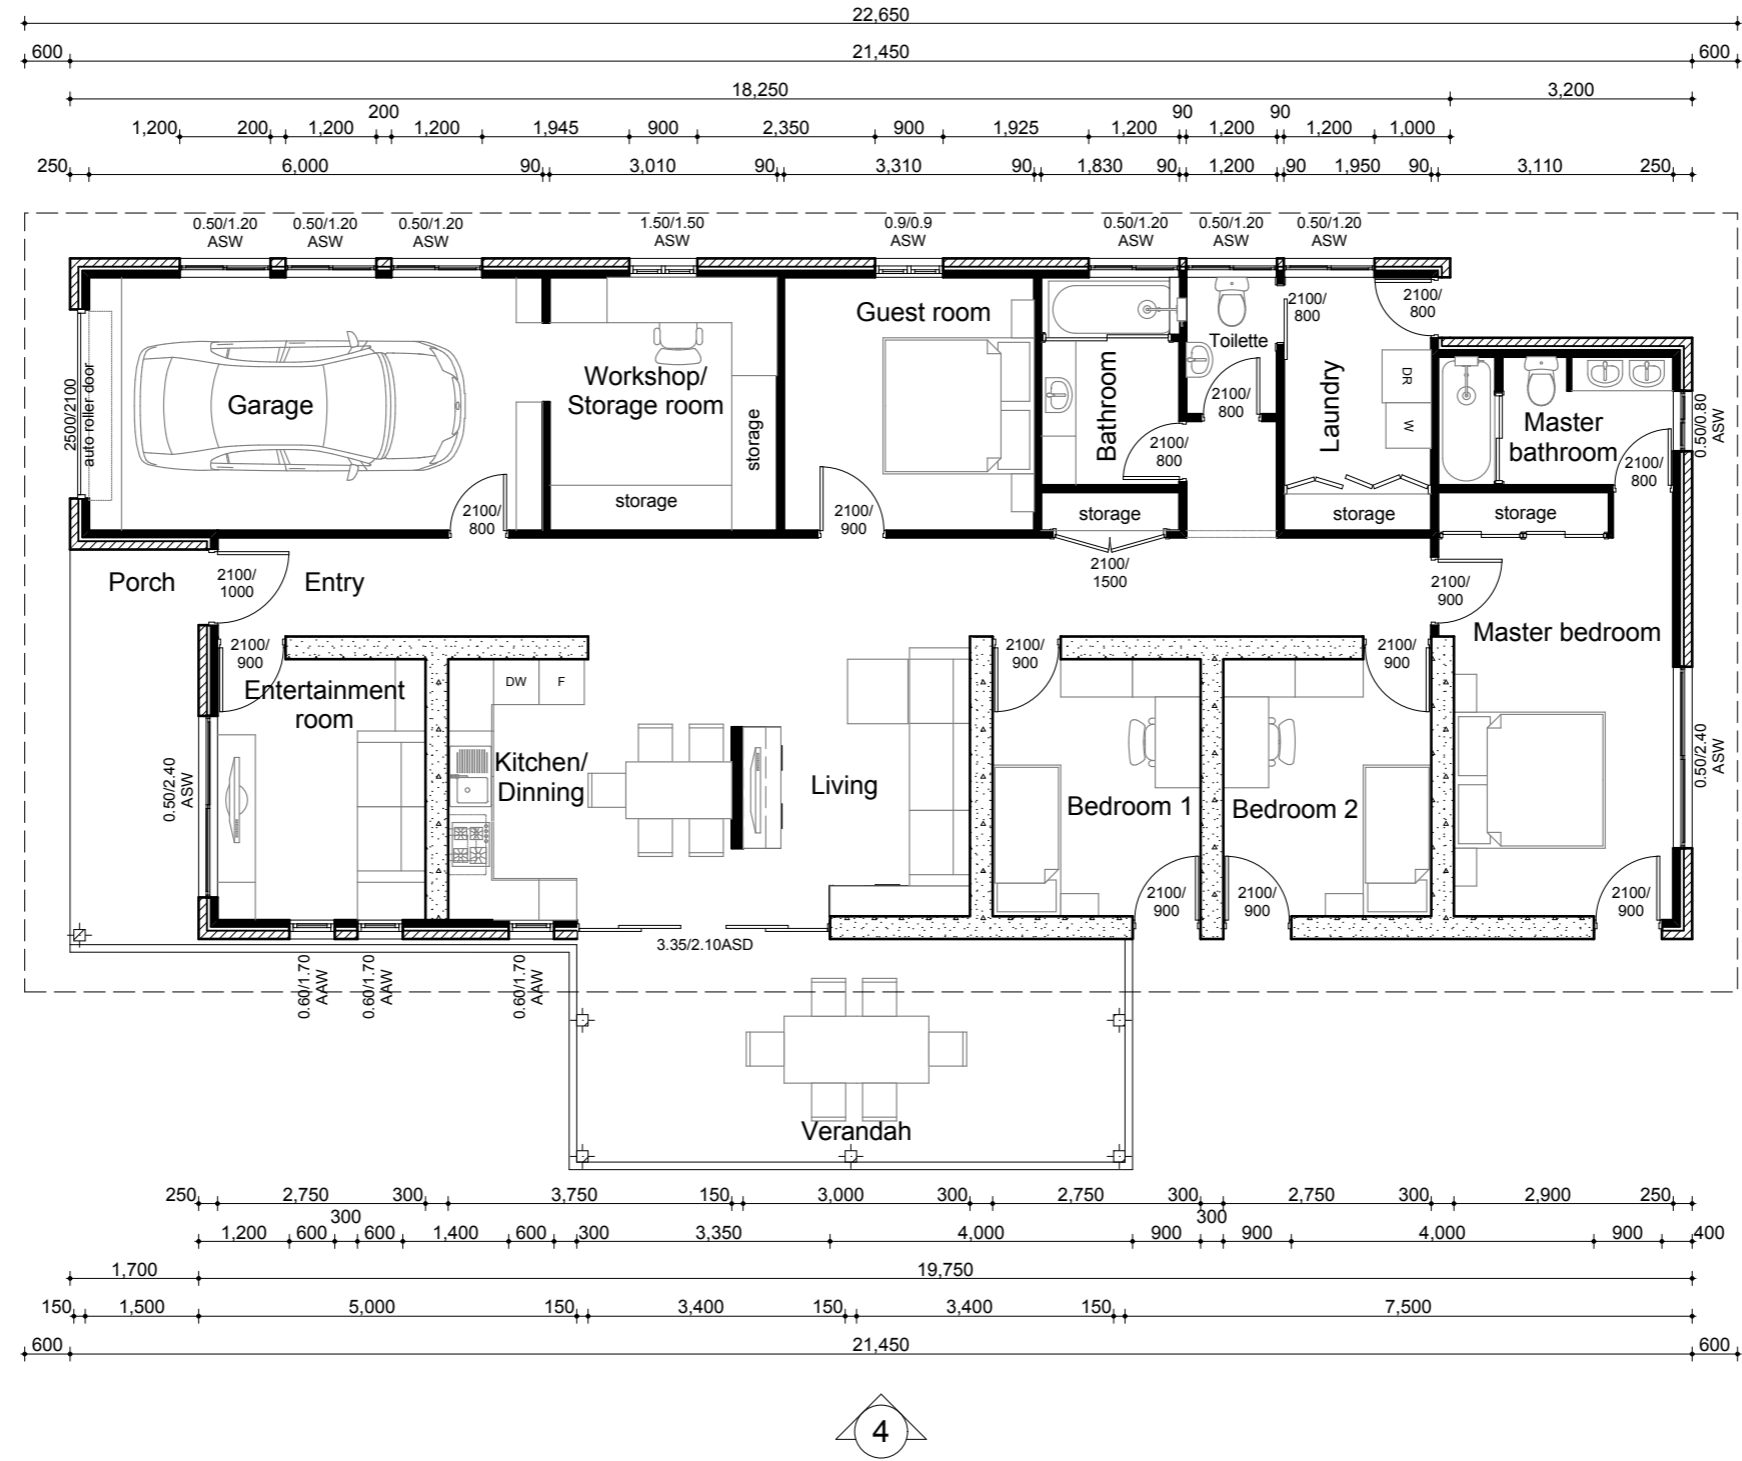 22,650
600 21,450 600
18,250 3,200
200 90 90
1,200 200 1,200 1,200 1,945 900 2,350 900 1,925 1,200 1,200 1,200 1,000
250 6,000 90 3,010 90 3,310 90 1,830 90 1,200 90 1,950 90 3,110 250
0.50/1.20
ASW
0.50/1.20
ASW
0.50/1.20
ASW
1.50/1.50
ASW
0.9/0.9
ASW
0.50/1.20
ASW
0.50/1.20
ASW
0.50/1.20
ASW
2500/2100
auto roller door
Garage
2100/
800
Workshop/
Storage room
storage
storage
Guest room
2100/
900
Bathroom
2100/
800
storage
2100/
1500
Toilette
2100/
800
2100/
800
Laundry
2100/
800
DR
W
storage
Master
bathroom
2100/
800
0.50/0.80
ASW
storage
Porch
2100/
1000
Entry
2100/
900
Master bedroom
2100/
900
Entertainment
room
0.50/2.40
ASW
DW F
Kitchen/
Dinning
Living
2100/
900
Bedroom 1
2100/
900
2100/
900
Bedroom 2
2100/
900
0.50/2.40
ASW
2100/
900
3.35/2.10ASD
0.60/1.70
AAW
0.60/1.70
AAW
0.60/1.70
AAW
Verandah
250 2,750 300 3,750 150 3,000 300 2,750 300 2,750 300 2,900 250
300 300
1,200 600 600 1,400 600 300 3,350 4,000 900 900 4,000 900 400
1,700 19,750
150 1,500 5,000 150 3,400 150 3,400 150 7,500
600 21,450 600
4